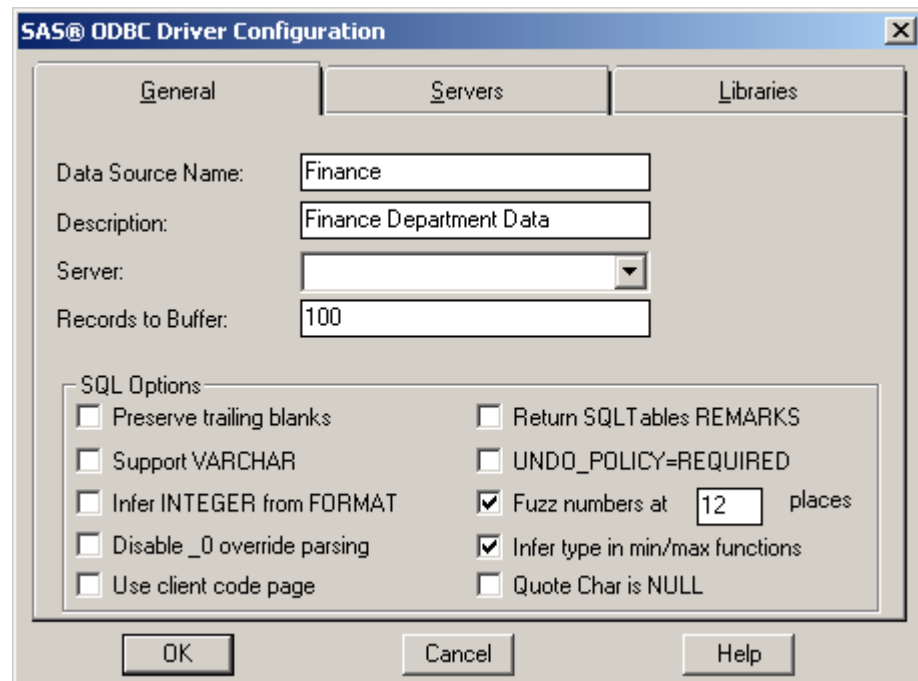 SAS® ODBC Driver Configuration
General
Servers
Libraries
Data Source Name:
Finance
Description:
Finance Department Data
Server:
Records to Buffer:
100
SQL Options
Preserve trailing blanks
Return SQLTables REMARKS
Support VARCHAR
UNDO_POLICY=REQUIRED
Infer INTEGER from FORMAT
Fuzz numbers at 12 places
Disable _0 override parsing
Infer type in min/max functions
Use client code page
Quote Char is NULL
OK
Cancel
Help